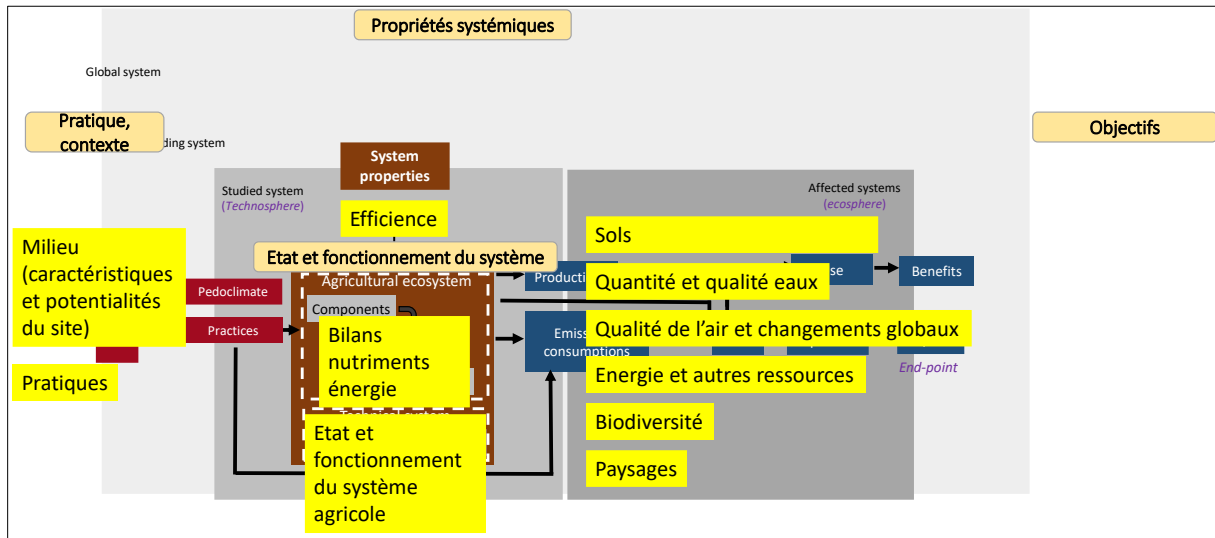 Propriétés systémiques
Global system
Pratique,
contexte
ding system
Objectifs
System
properties
Studied system
(Technosphere)
Affected systems
(ecosphere)
Efficience
Sols
Milieu
(caractéristiques
et potentialités
du site)
Etat et fonctionnement du système
Agricultural ecosystem
Benefits
Quantité et qualité eaux
Pedoclimate
Components
Practices
Bilans
nutriments
énergie
consumptions
Qualité de l'air et changements globaux
End-point
Pratiques
Energie et autres ressources
Biodiversité
Etat et
fonctionnement
du système
agricole
Paysages